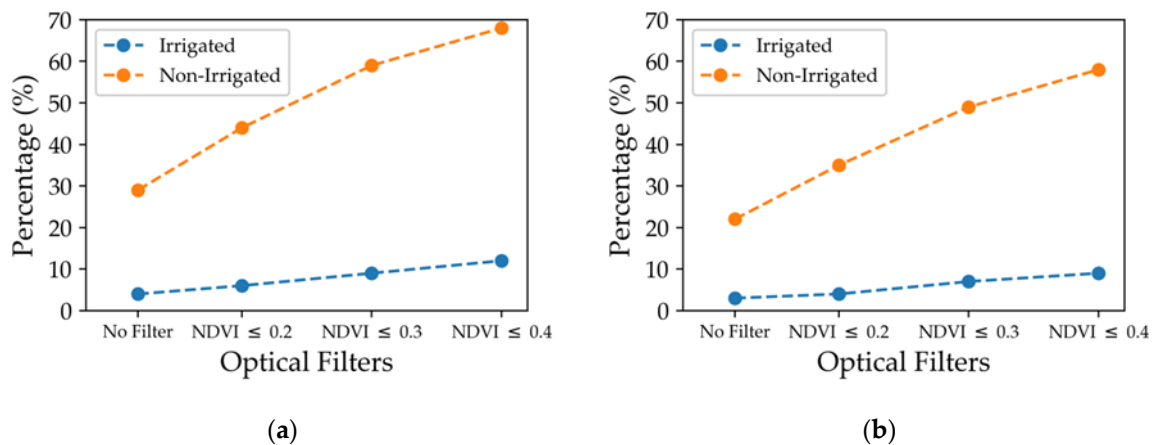 70
60
50
40
30
20
10
0
Percentage (%)
Irrigated
Non-Irrigated
No Filter NDVI ≤ 0.2 NDVI ≤ 0.3 NDVI ≤ 0.4
Optical Filters
(a)
70
60
50
40
30
20
10
0
Percentage (%)
Irrigated
Non-Irrigated
No Filter NDVI ≤ 0.2 NDVI ≤ 0.3 NDVI ≤ 0.4
Optical Filters
(b)